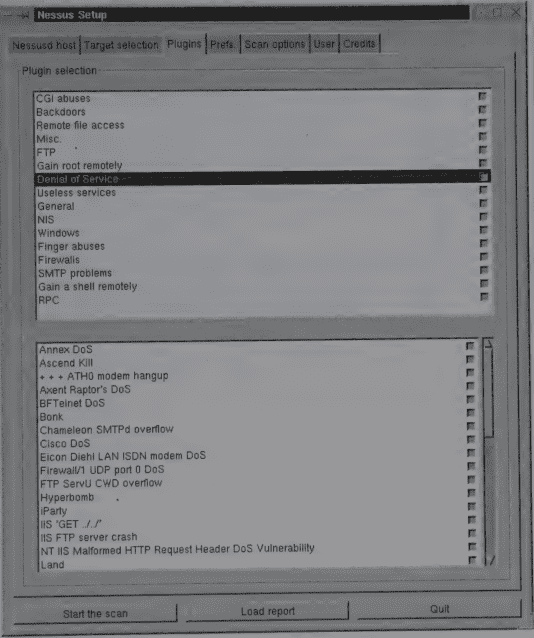 Nessus Setup
Nessusd host Target selection Plugins Prefs. Scan options User Credits
Plugin selection
CGI abuses
Backdoors
Remote file access
Misc.
FTP
Gain root remotely
Denial of Service
Useless services
General
NIS
Windows
Finger abuses
Firewalls
SMTP problems
Gain a shell remotely
RPC
Annex DoS
Ascend Kill
+ + + ATH0 modem hangup
Axent Raptor's DoS
BFTelnet DoS
Bonk
Chameleon SMTPd overflow
Cisco DoS
Eicon Diehl LAN ISDN modem DoS
Firewall/1 UDP port 0 DoS
FTP ServU CWD overflow
Hyperbomb
iParty
IIS 'GET ../../'
IIS FTP server crash
NT IIS Malformed HTTP Request Header DoS Vulnerability
Land
Start the scan Load report Quit